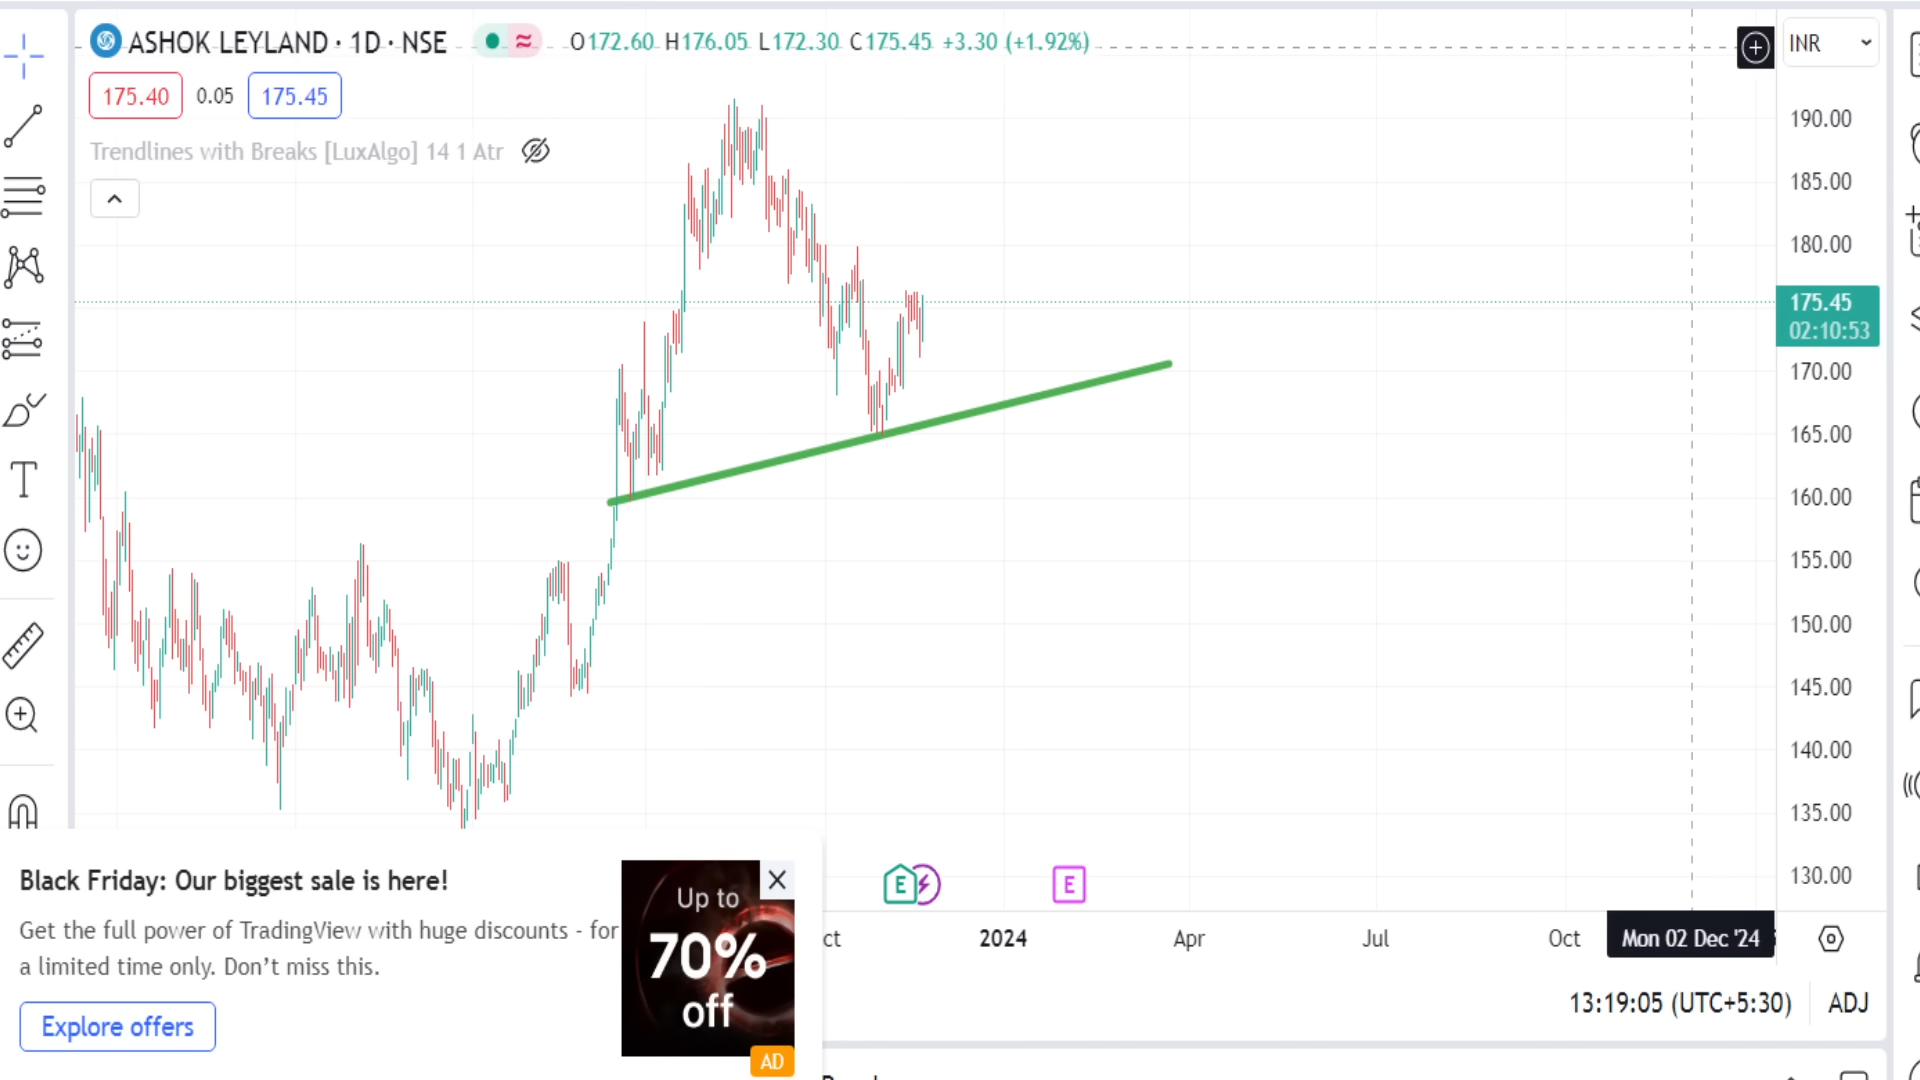 ASHOK LEYLAND · 1D · NSE O172.60 H176.05 L172.30 C175.45 +3.30 (+1.92%)
INR
175.40 0.05 175.45
Trendlines with Breaks [LuxAlgo] 14 1 Atr
190.00
185.00
180.00
175.45
02:10:53
170.00
165.00
160.00
155.00
150.00
145.00
140.00
135.00
130.00
E
E
ct 2024 Apr Jul Oct Mon 02 Dec '24
13:19:05 (UTC+5:30) ADJ
Black Friday: Our biggest sale is here!
Get the full power of TradingView with huge discounts - for
a limited time only. Don't miss this.
Explore offers
Up to
70%
off
AD